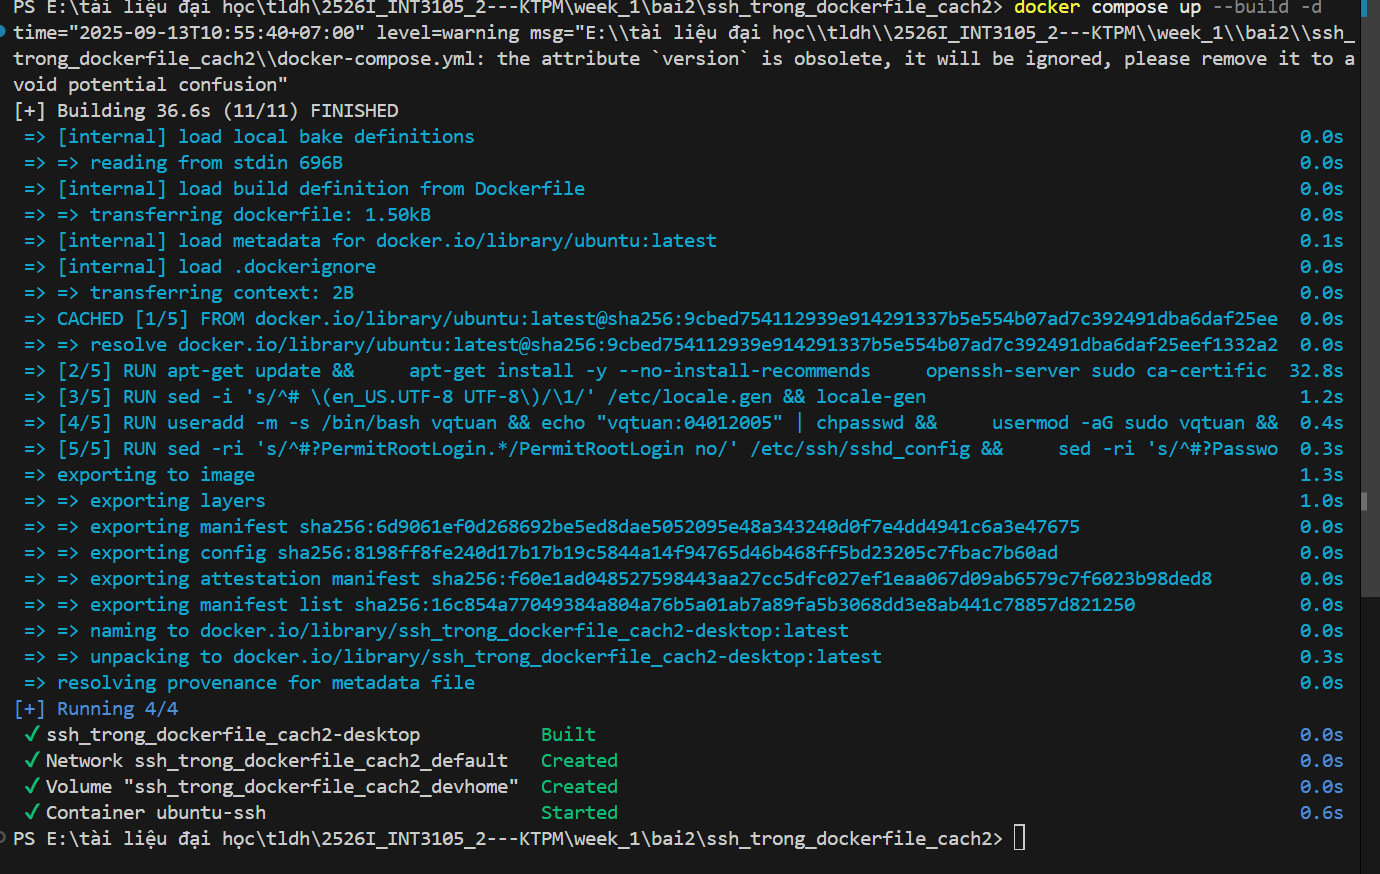 PS E:\tài liệu đại học\tldh\2526I_INT3105_2---KTPM\week_1\bai2\ssh_trong_dockerfile_cach2> docker compose up --build -d
time="2025-09-13T10:55:40+07:00" level=warning msg="E:\\tài liệu đại học\\tldh\\2526I_INT3105_2---KTPM\\week_1\\bai2\\ssh_
trong_dockerfile_cach2\\docker-compose.yml: the attribute `version` is obsolete, it will be ignored, please remove it to a
void potential confusion"
[+] Building 36.6s (11/11) FINISHED
=> [internal] load local bake definitions 0.0s
=> => reading from stdin 696B 0.0s
=> [internal] load build definition from Dockerfile 0.0s
=> => transferring dockerfile: 1.50kB 0.0s
=> [internal] load metadata for docker.io/library/ubuntu:latest 0.1s
=> [internal] load .dockerignore 0.0s
=> => transferring context: 2B 0.0s
=> CACHED [1/5] FROM docker.io/library/ubuntu:latest@sha256:9cbed754112939e914291337b5e554b07ad7c392491dba6daf25ee 0.0s
=> => resolve docker.io/library/ubuntu:latest@sha256:9cbed754112939e914291337b5e554b07ad7c392491dba6daf25eef1332a2 0.0s
=> [2/5] RUN apt-get update &&     apt-get install -y --no-install-recommends     openssh-server sudo ca-certific 32.8s
=> [3/5] RUN sed -i 's/^# \(en_US.UTF-8 UTF-8\)/\1/' /etc/locale.gen && locale-gen 1.2s
=> [4/5] RUN useradd -m -s /bin/bash vqtuan && echo "vqtuan:04012005" | chpasswd &&     usermod -aG sudo vqtuan && 0.4s
=> [5/5] RUN sed -ri 's/^#?PermitRootLogin.*/PermitRootLogin no/' /etc/ssh/sshd_config &&     sed -ri 's/^#?Passwo 0.3s
=> exporting to image 1.3s
=> => exporting layers 1.0s
=> => exporting manifest sha256:6d9061ef0d268692be5ed8dae5052095e48a343240d0f7e4dd4941c6a3e47675 0.0s
=> => exporting config sha256:8198ff8fe240d17b17b19c5844a14f94765d46b468ff5bd23205c7fbac7b60ad 0.0s
=> => exporting attestation manifest sha256:f60e1ad048527598443aa27cc5dfc027ef1eaa067d09ab6579c7f6023b98ded8 0.0s
=> => exporting manifest list sha256:16c854a77049384a804a76b5a01ab7a89fa5b3068dd3e8ab441c78857d821250 0.0s
=> => naming to docker.io/library/ssh_trong_dockerfile_cach2-desktop:latest 0.0s
=> => unpacking to docker.io/library/ssh_trong_dockerfile_cach2-desktop:latest 0.3s
=> resolving provenance for metadata file 0.0s
[+] Running 4/4
✓ ssh_trong_dockerfile_cach2-desktop Built 0.0s
✓ Network ssh_trong_dockerfile_cach2_default Created 0.0s
✓ Volume "ssh_trong_dockerfile_cach2_devhome" Created 0.0s
✓ Container ubuntu-ssh Started 0.6s
PS E:\tài liệu đại học\tldh\2526I_INT3105_2---KTPM\week_1\bai2\ssh_trong_dockerfile_cach2>